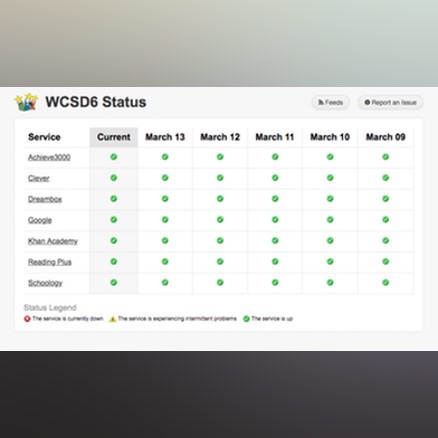 WCSD6 Status
Feeds
Report an Issue
Service Current March 13 March 12 March 11 March 10 March 09
Achieve3000
Clever
Dreambox
Google
Khan Academy
Reading Plus
Schoology
Status Legend
The service is currently down The service is experiencing intermittent problems The service is up